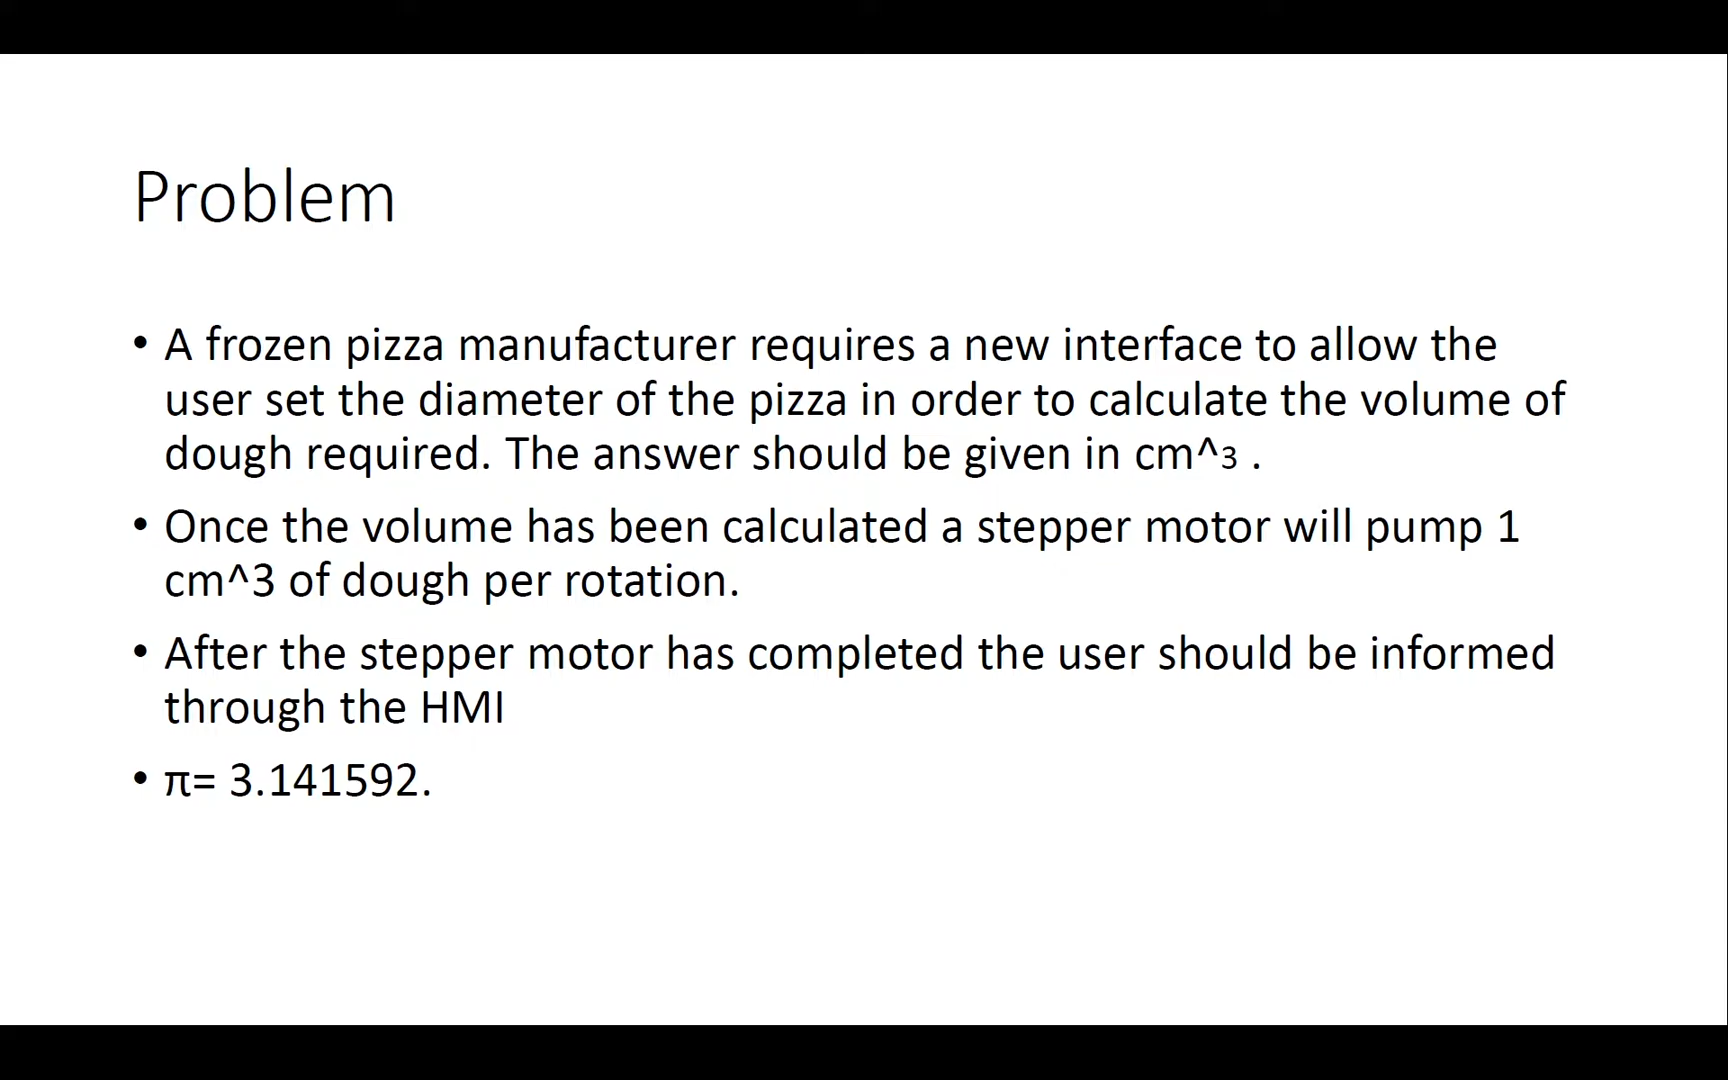 Problem
• A frozen pizza manufacturer requires a new interface to allow the
user set the diameter of the pizza in order to calculate the volume of
dough required. The answer should be given in cm^3 .
• Once the volume has been calculated a stepper motor will pump 1
cm^3 of dough per rotation.
• After the stepper motor has completed the user should be informed
through the HMI
• π= 3.141592.